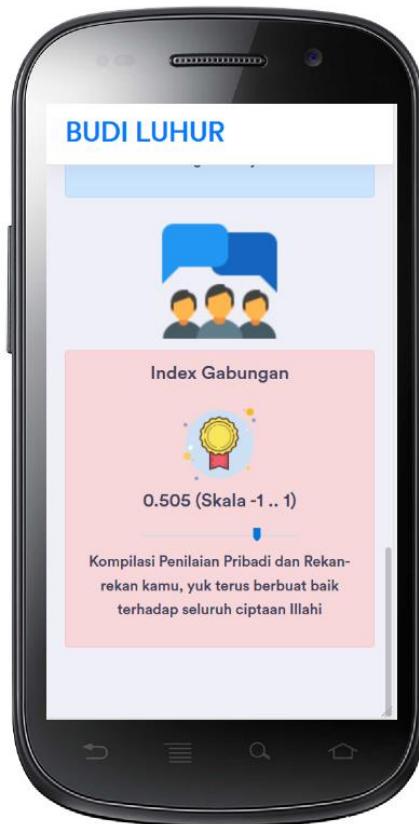 BUDI LUHUR
Index Gabungan
0.505 (Skala -1 .. 1)
Kompilasi Penilaian Pribadi dan Rekan-
rekan kamu, yuk terus berbuat baik
terhadap seluruh ciptaan Illahi